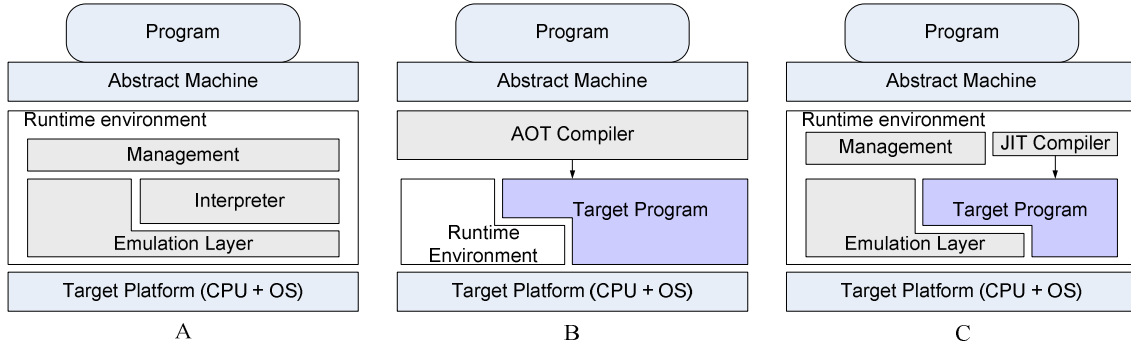 Program
Abstract Machine
Runtime environment
Management
Interpreter
Emulation Layer
Target Platform (CPU + OS)
A
Program
Abstract Machine
AOT Compiler
Target Program
Runtime
Environment
Target Platform (CPU + OS)
B
Program
Abstract Machine
Runtime environment
Management
JIT Compiler
Target Program
Emulation Layer
Target Platform (CPU + OS)
C